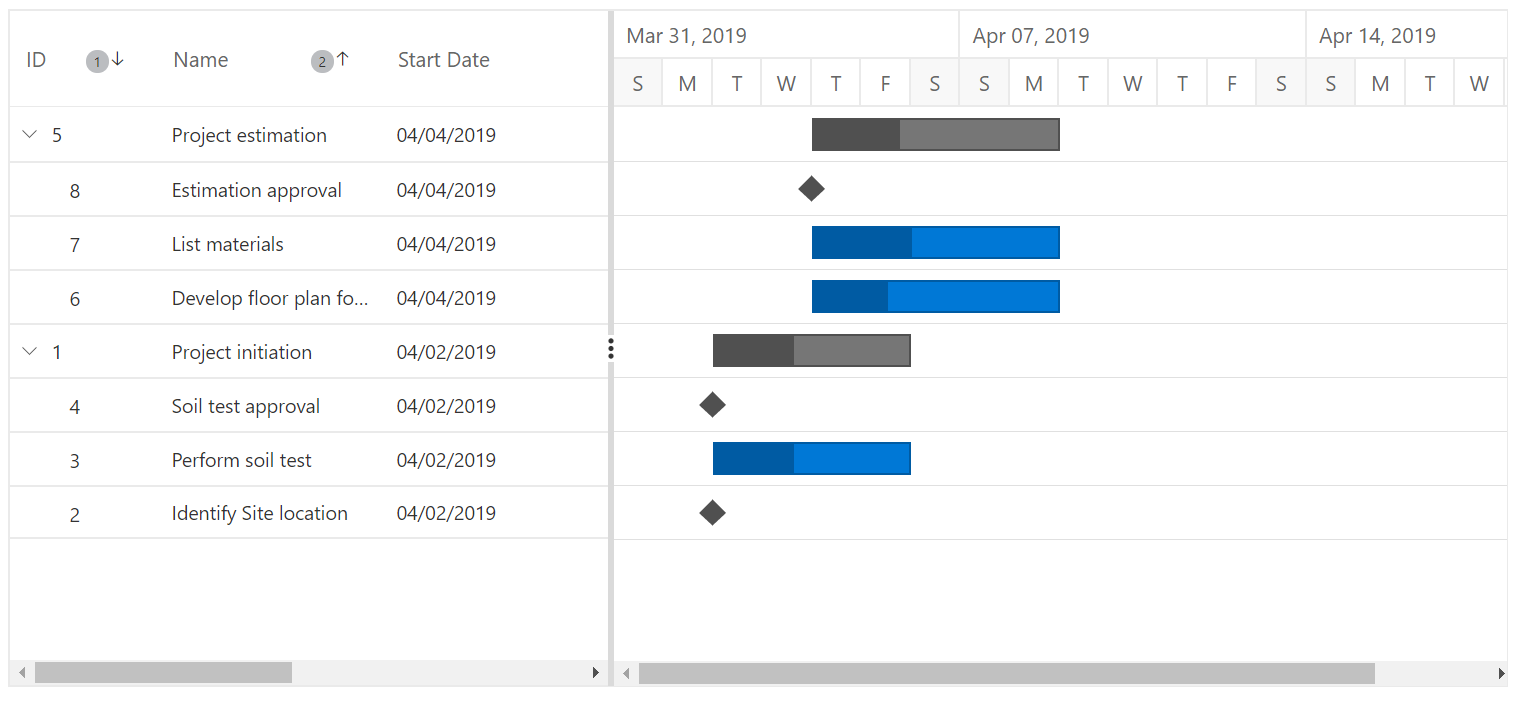 ID 1 Name 2 Start Date
Mar 31, 2019 Apr 07, 2019 Apr 14, 2019
S M T W T F S S M T W T F S S M T W
5 Project estimation 04/04/2019
8 Estimation approval 04/04/2019
7 List materials 04/04/2019
6 Develop floor plan fo... 04/04/2019
1 Project initiation 04/02/2019
4 Soil test approval 04/02/2019
3 Perform soil test 04/02/2019
2 Identify Site location 04/02/2019